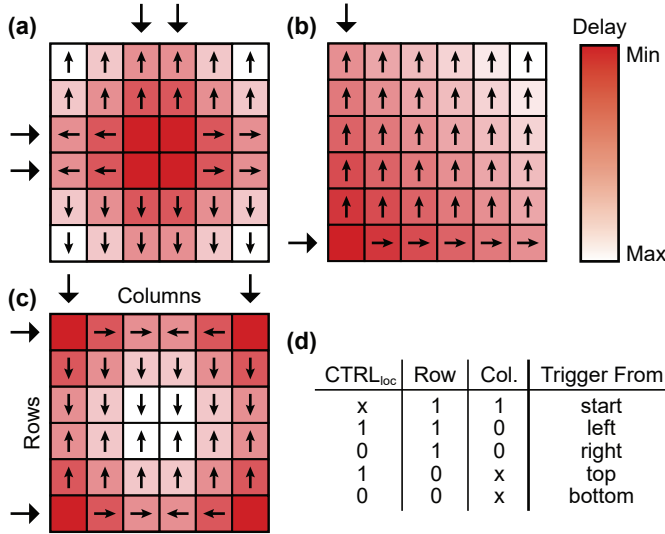 (a)
(b)
Delay
Min
Max
(c)
Columns
Rows
(d)
CTRLloc Row Col. Trigger From
x 1 1 start
1 1 0 left
0 1 0 right
1 0 x top
0 0 x bottom